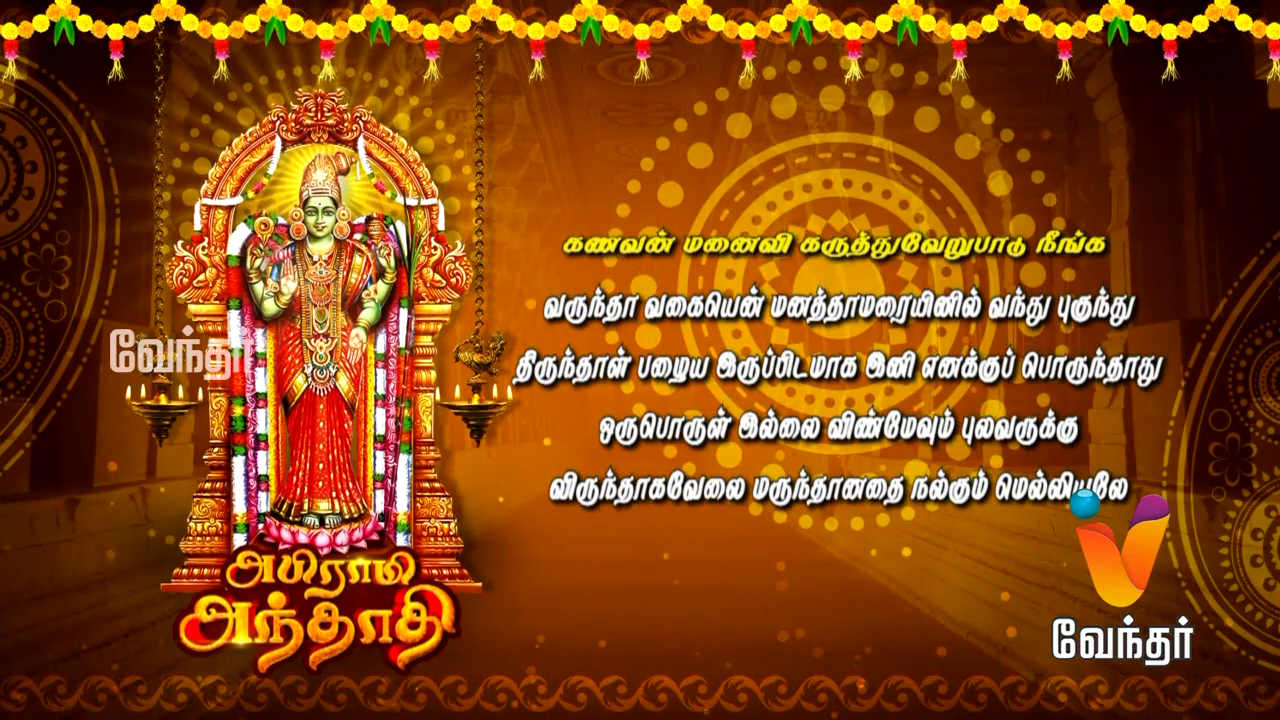 கணவன் மனைவி கருத்துவேறுபாடு நீங்க
வருந்தா வகையென் மனத்தாமரையினில் வந்து புகுந்து
திருந்தாள் பழைய இருப்பிடமாக இனி எனக்குப் பொருந்தாது
ஒருபொருள் இல்லை விண்மேவும் புலவருக்கு
விருந்தாகவேலை மருந்தானதை நல்கும் மெல்லியலே
வேந்தர்
அபிராமி
அந்தாதி
வேந்தர்